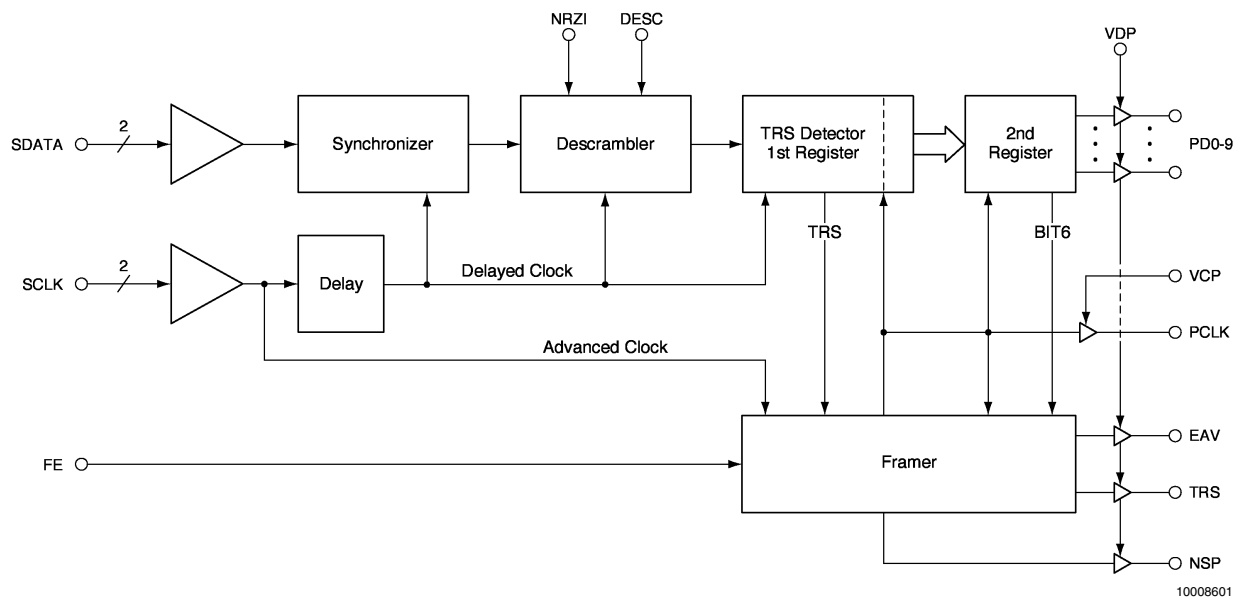 NRZI
DESC
VDP
SDATA
2
Synchronizer
Descrambler
TRS Detector
1st Register
2nd
Register
PD0-9
TRS
BIT6
SCLK
2
Delay
Delayed Clock
VCP
PCLK
Advanced Clock
FE
Framer
EAV
TRS
NSP
10008601